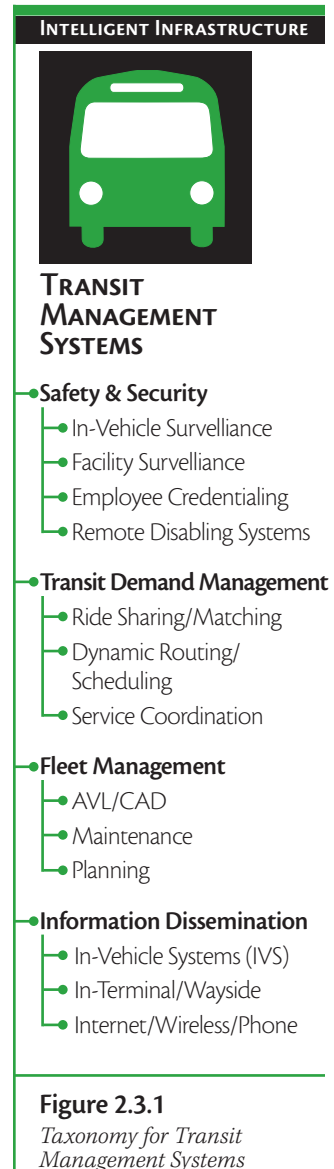 Intelligent Infrastructure
Transit
Management
Systems
Safety & Security
In-Vehicle Survelliance
Facility Survelliance
Employee Credentialing
Remote Disabling Systems
Transit Demand Management
Ride Sharing/Matching
Dynamic Routing/
Scheduling
Service Coordination
Fleet Management
AVL/CAD
Maintenance
Planning
Information Dissemination
In-Vehicle Systems (IVS)
In-Terminal/Wayside
Internet/Wireless/Phone
Figure 2.3.1
Taxonomy for Transit
Management Systems